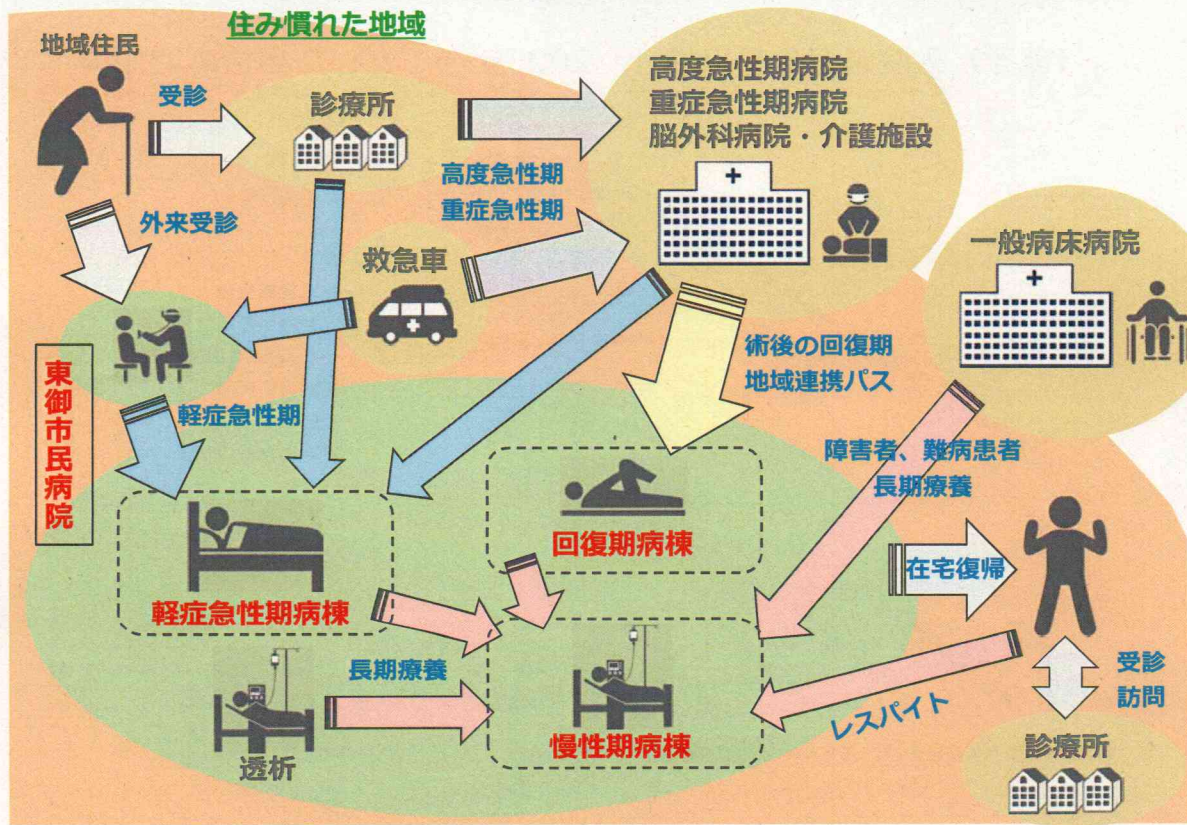 住み慣れた地域
地域住民
受診
診療所
高度急性期病院
重症急性期病院
脳外科病院・介護施設
高度急性期
重症急性期
外来受診
救急車
一般病床病院
東御市民病院
軽症急性期
術後の回復期
地域連携パス
障害者、難病患者
長期療養
回復期病棟
在宅復帰
軽症急性期病棟
長期療養
受診
訪問
レスパイト
透析
慢性期病棟
診療所